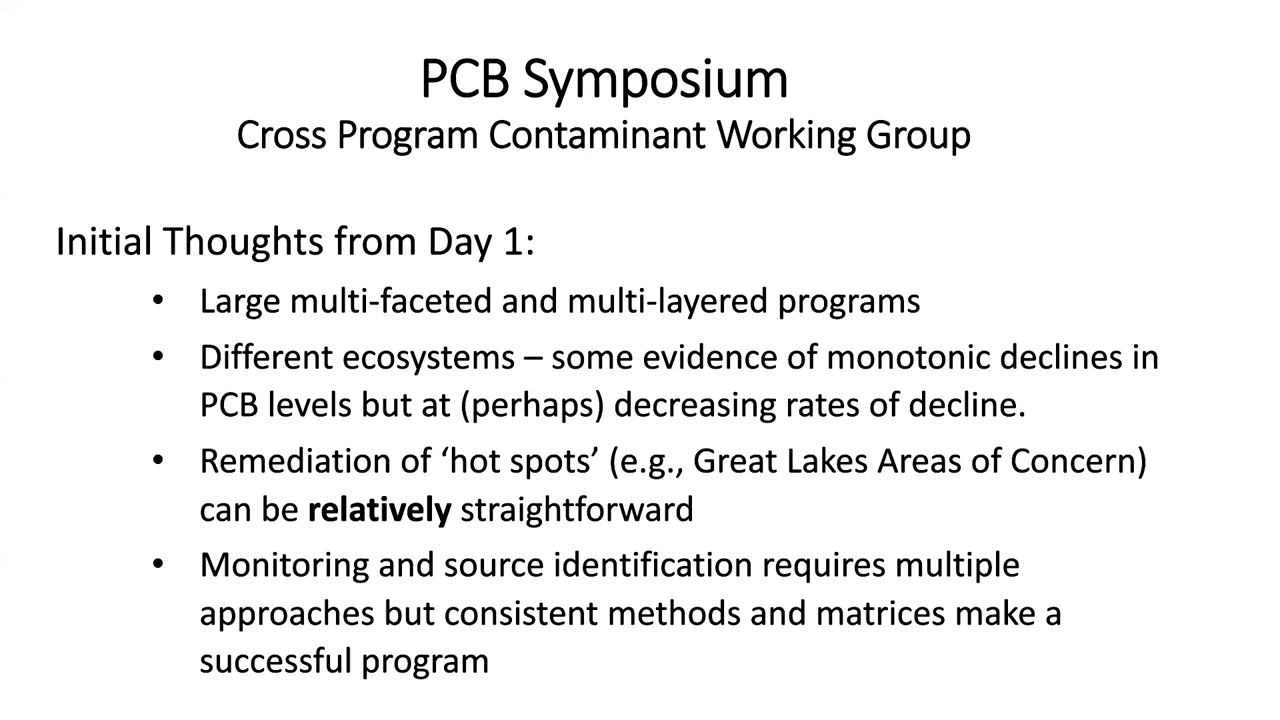 PCB Symposium
Cross Program Contaminant Working Group
Initial Thoughts from Day 1:
• Large multi-faceted and multi-layered programs
• Different ecosystems – some evidence of monotonic declines in
PCB levels but at (perhaps) decreasing rates of decline.
• Remediation of ‘hot spots’ (e.g., Great Lakes Areas of Concern)
can be relatively straightforward
• Monitoring and source identification requires multiple
approaches but consistent methods and matrices make a
successful program